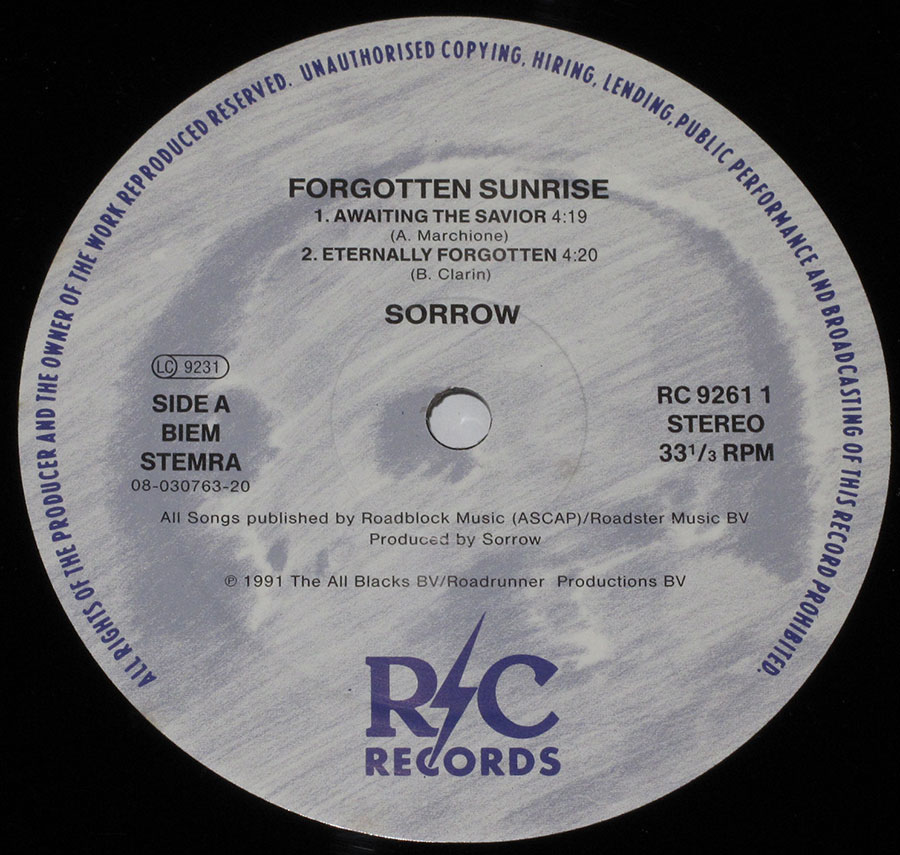 ALL RIGHTS OF THE PRODUCER AND THE OWNER OF THE WORK REPRODUCED RESERVED. UNAUTHORISED COPYING, HIRING, LENDING, PUBLIC PERFORMANCE AND BROADCASTING OF THIS RECORD PROHIBITED.
FORGOTTEN SUNRISE
1. AWAITING THE SAVIOR 4:19
(A. Marchione)
2. ETERNALLY FORGOTTEN 4:20
(B. Clarin)
SORROW
LC 9231
SIDE A
BIEM
STEMRA
08-030763-20
RC 9261 1
STEREO
33 1/3 RPM
All Songs published by Roadblock Music (ASCAP)/Roadster Music BV
Produced by Sorrow
℗ 1991 The All Blacks BV/Roadrunner Productions BV
RC
RECORDS